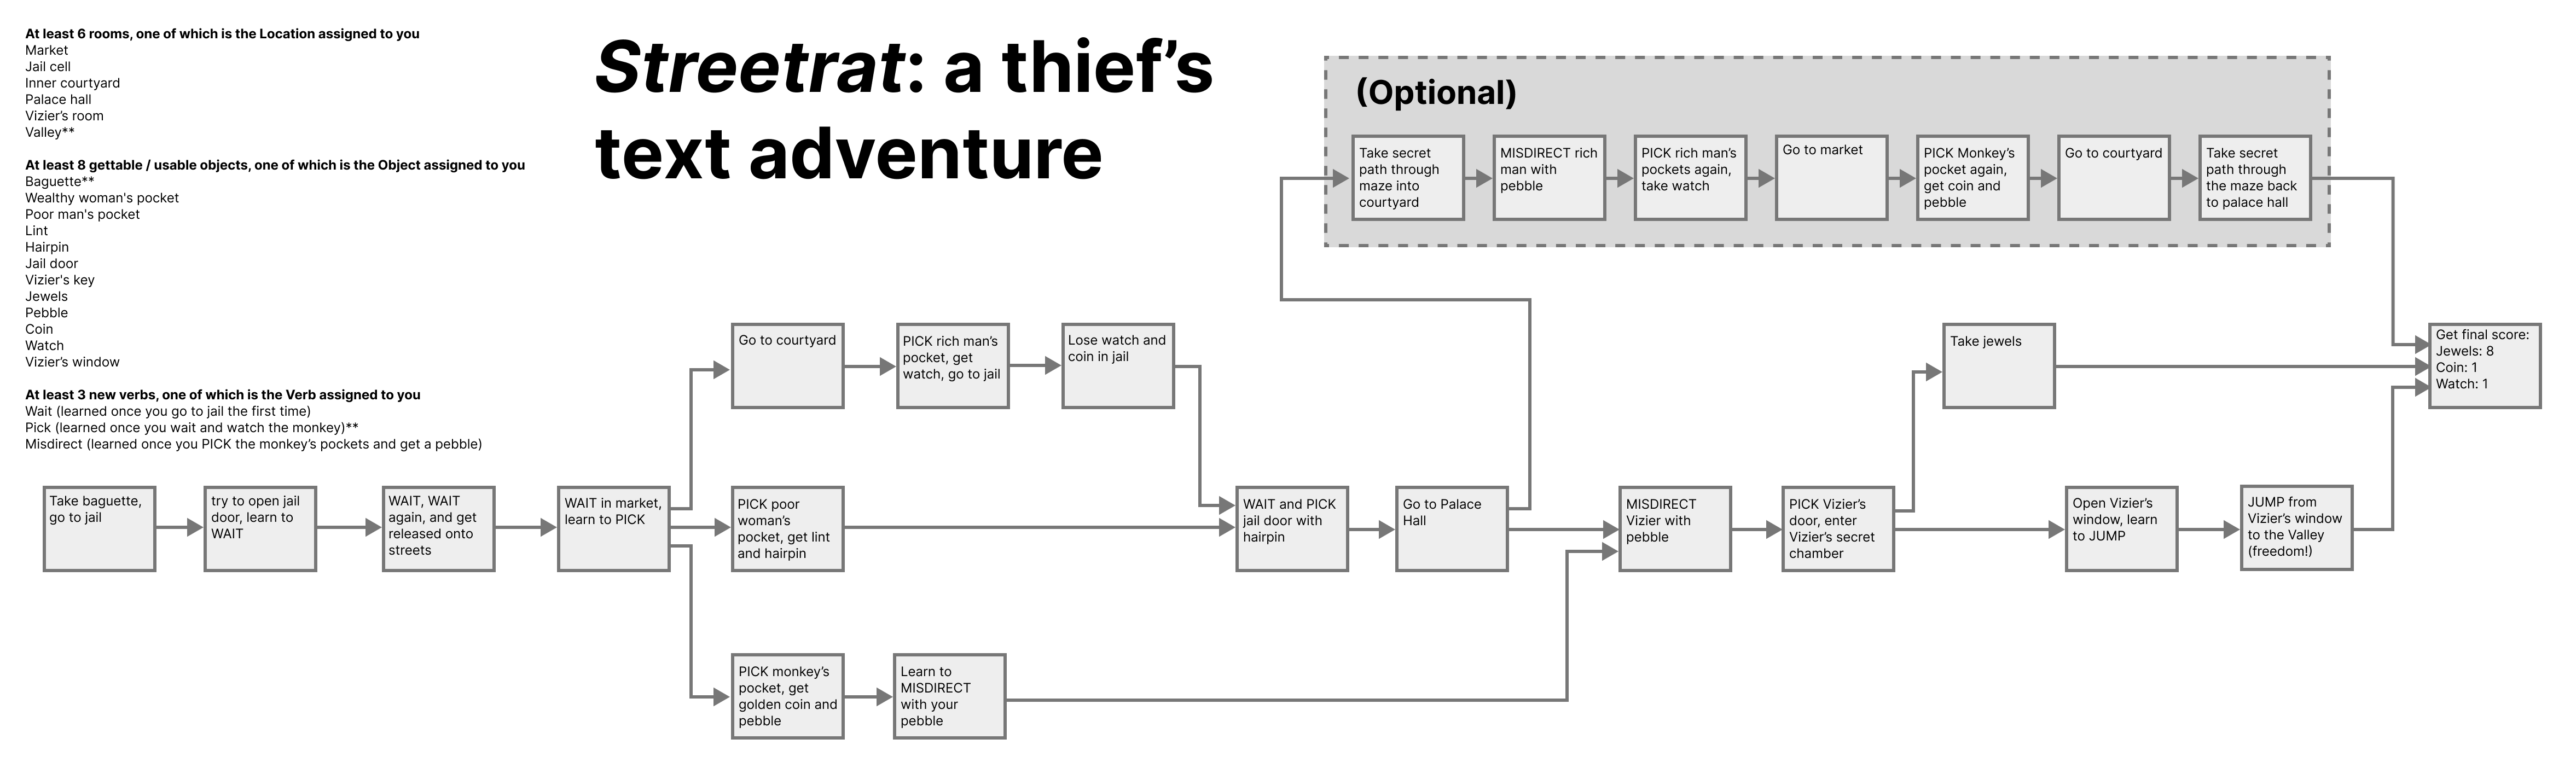 At least 6 rooms, one of which is the Location assigned to you
Market
Jail cell
Inner courtyard
Palace hall
Vizier’s room
Valley**
At least 8 gettable / usable objects, one of which is the Object assigned to you
Baguette**
Wealthy woman's pocket
Poor man's pocket
Lint
Hairpin
Jail door
Vizier's key
Jewels
Pebble
Coin
Watch
Vizier’s window
At least 3 new verbs, one of which is the Verb assigned to you
Wait (learned once you go to jail the first time)
Pick (learned once you wait and watch the monkey)**
Misdirect (learned once you PICK the monkey’s pockets and get a pebble)
Streetrat: a thief’s
text adventure
(Optional)
Take secret
path through
maze into
courtyard
MISDIRECT rich
man with
pebble
PICK rich man’s
pockets again,
take watch
Go to market
PICK Monkey’s
pocket again,
get coin and
pebble
Go to courtyard
Take secret
path through
the maze back
to palace hall
Go to courtyard
PICK rich man’s
pocket, get
watch, go to jail
Lose watch and
coin in jail
Take jewels
Get final score:
Jewels: 8
Coin: 1
Watch: 1
Take baguette,
go to jail
try to open jail
door, learn to
WAIT
WAIT, WAIT
again, and get
released onto
streets
WAIT in market,
learn to PICK
PICK poor
woman’s
pocket, get lint
and hairpin
WAIT and PICK
jail door with
hairpin
Go to Palace
Hall
MISDIRECT
Vizier with
pebble
PICK Vizier’s
door, enter
Vizier’s secret
chamber
Open Vizier’s
window, learn
to JUMP
JUMP from
Vizier’s window
to the Valley
(freedom!)
PICK monkey’s
pocket, get
golden coin and
pebble
Learn to
MISDIRECT
with your
pebble